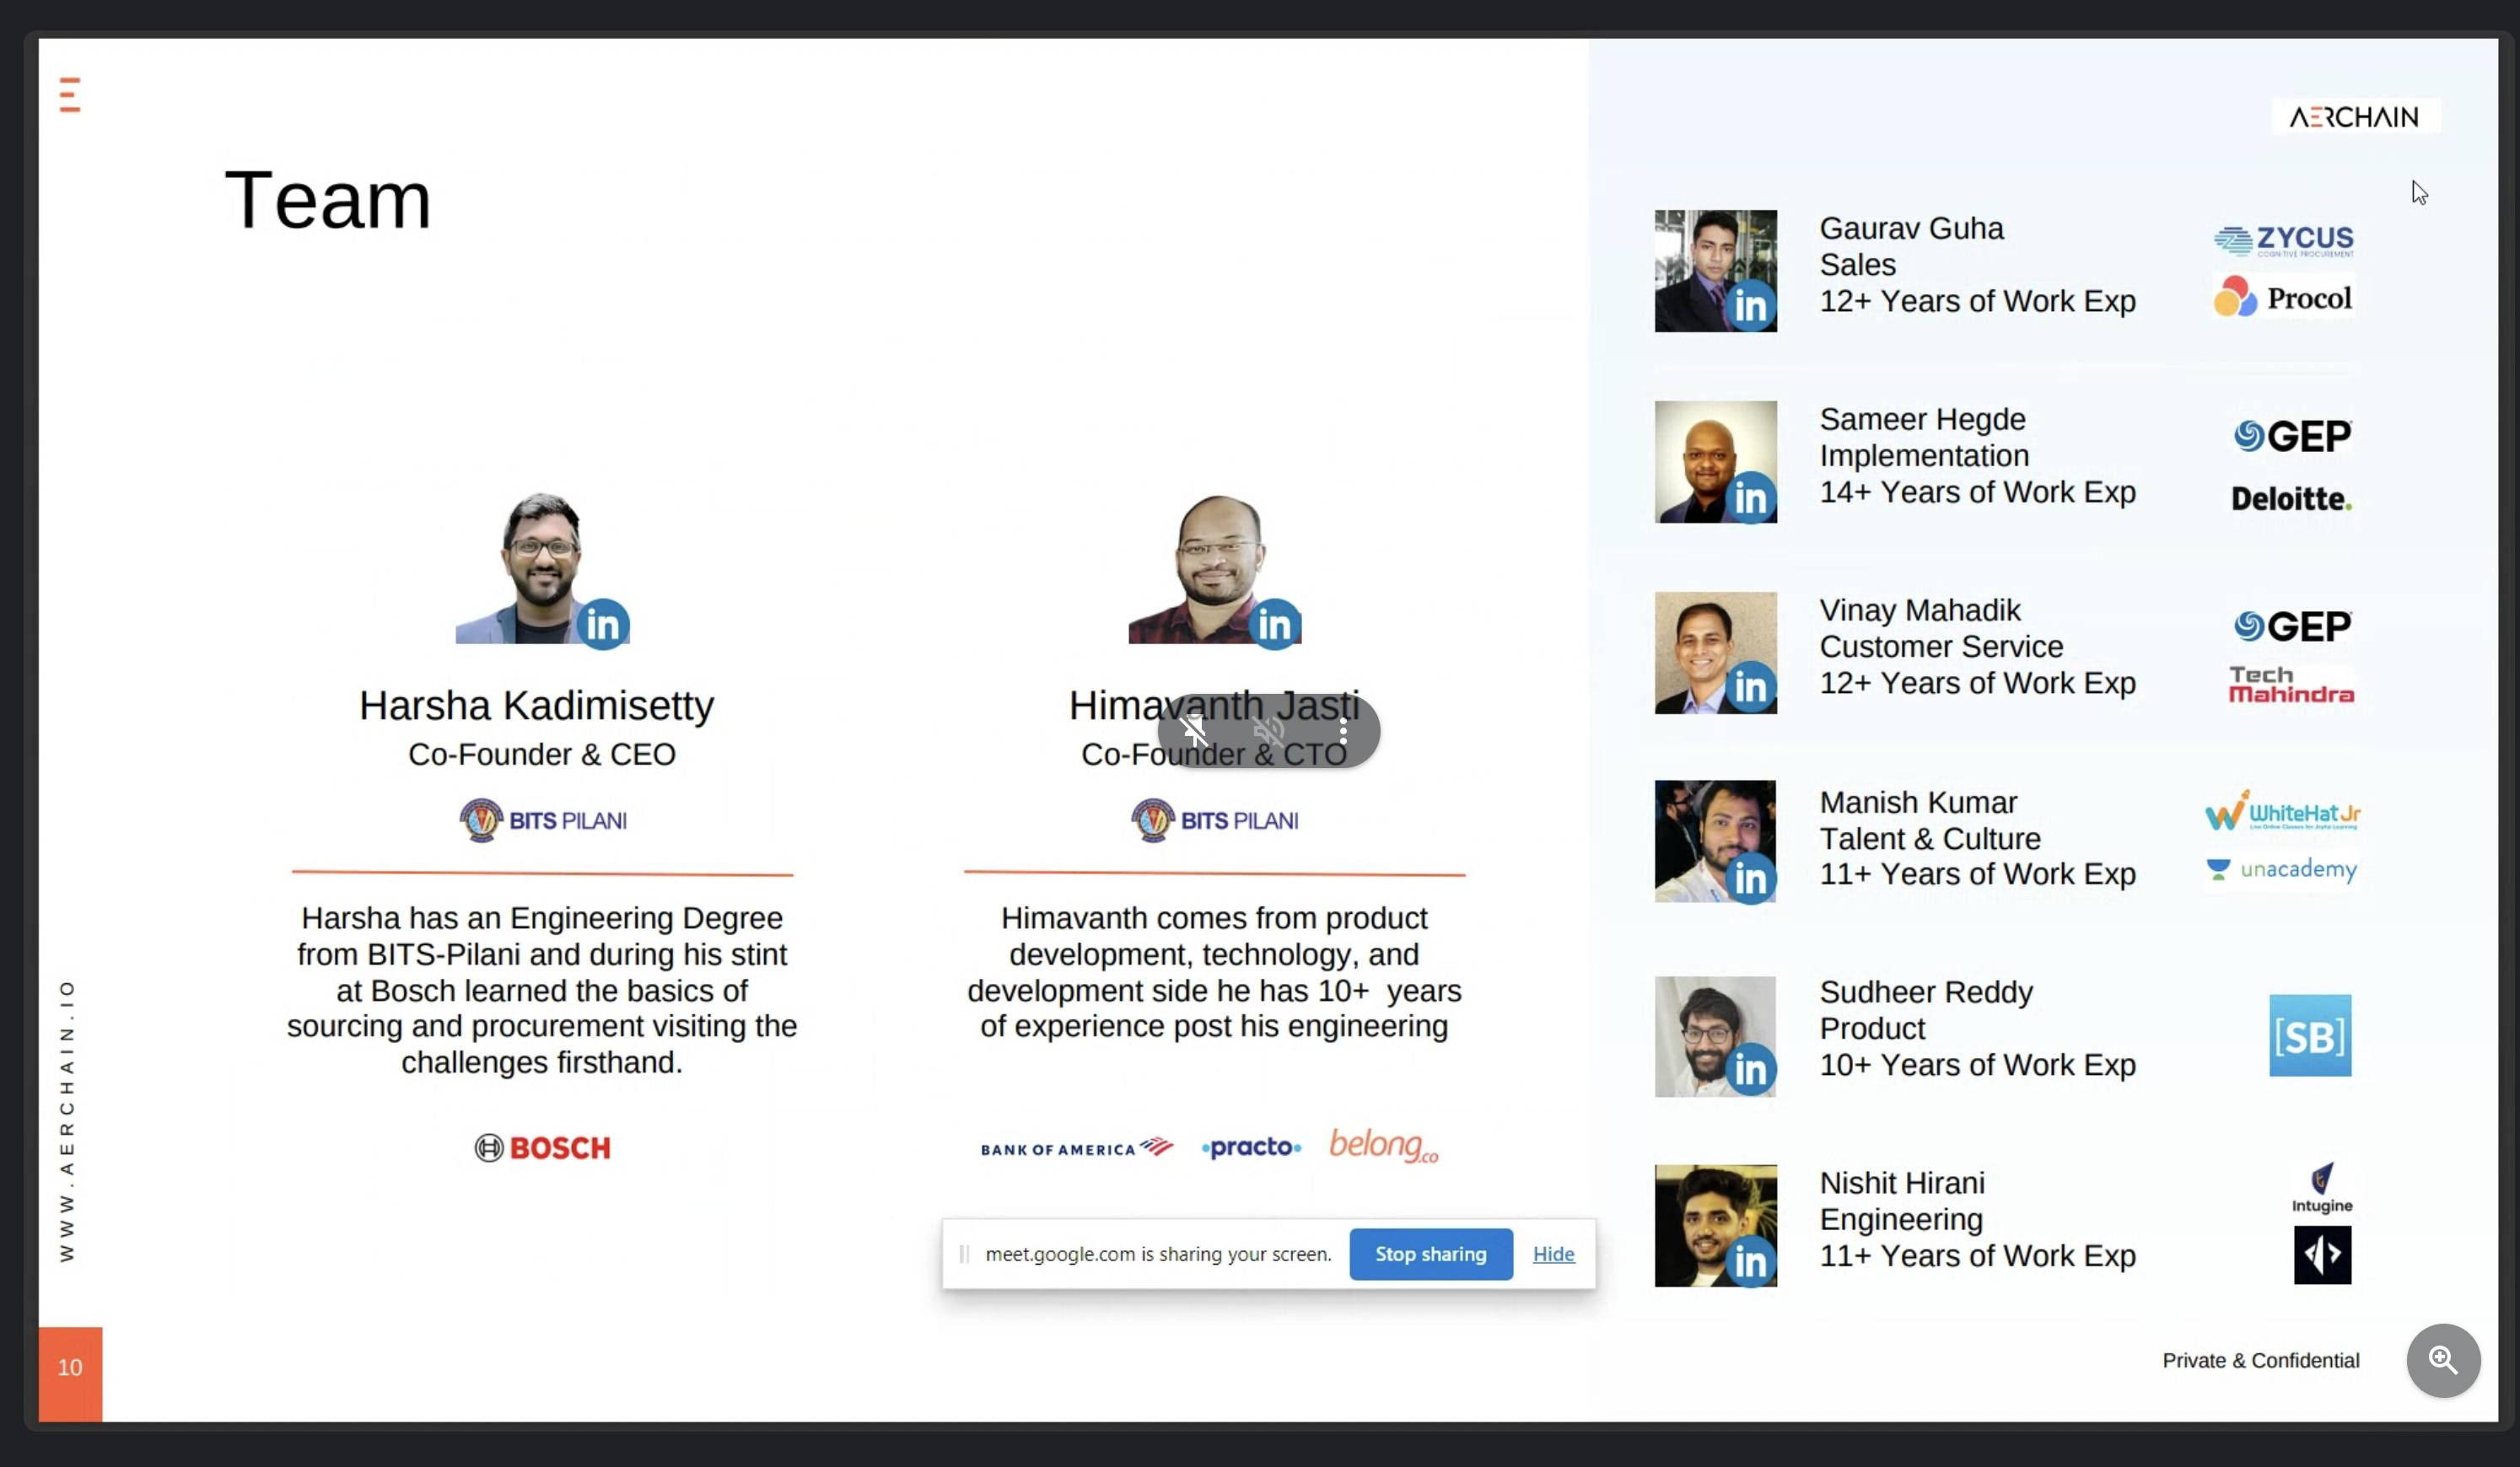 AERCHAIN
Team
Harsha Kadimisetty
Co-Founder & CEO
BITS PILANI
Harsha has an Engineering Degree
from BITS-Pilani and during his stint
at Bosch learned the basics of
sourcing and procurement visiting the
challenges firsthand.
BOSCH
Himavanth Jasti
Co-Founder & CTO
BITS PILANI
Himavanth comes from product
development, technology, and
development side he has 10+  years
of experience post his engineering
BANK OF AMERICA practo belong.co
Gaurav Guha
Sales
12+ Years of Work Exp
ZYCUS
COGNITIVE PROCUREMENT
Procol
in
Sameer Hegde
Implementation
14+ Years of Work Exp
GEP
Deloitte.
in
Vinay Mahadik
Customer Service
12+ Years of Work Exp
GEP
Tech
Mahindra
in
Manish Kumar
Talent & Culture
11+ Years of Work Exp
WhiteHat Jr
Live Online Classes for Joyful Learning
unacademy
in
Sudheer Reddy
Product
10+ Years of Work Exp
[SB]
in
Nishit Hirani
Engineering
11+ Years of Work Exp
Intugine
in
in
in
meet.google.com is sharing your screen.
Stop sharing
Hide
WWW.AERCHAIN.IO
10
Private & Confidential